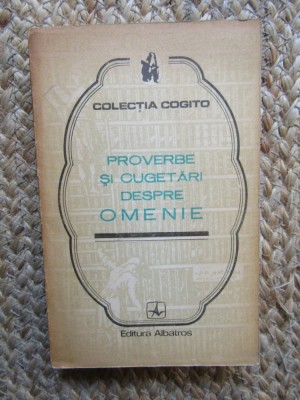 COLECȚIA COGITO
PROVERBE
ȘI CUGETĂRI
DESPRE
OMENIE
Editura Albatros